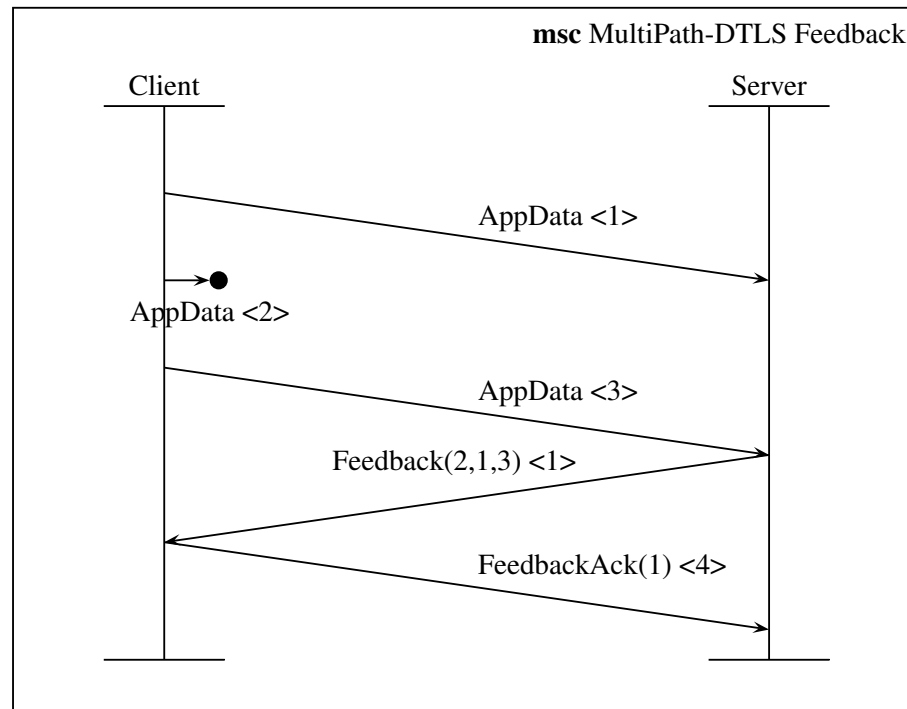 msc MultiPath-DTLS Feedback
Client
Server
AppData <1>
AppData <2>
AppData <3>
Feedback(2,1,3) <1>
FeedbackAck(1) <4>